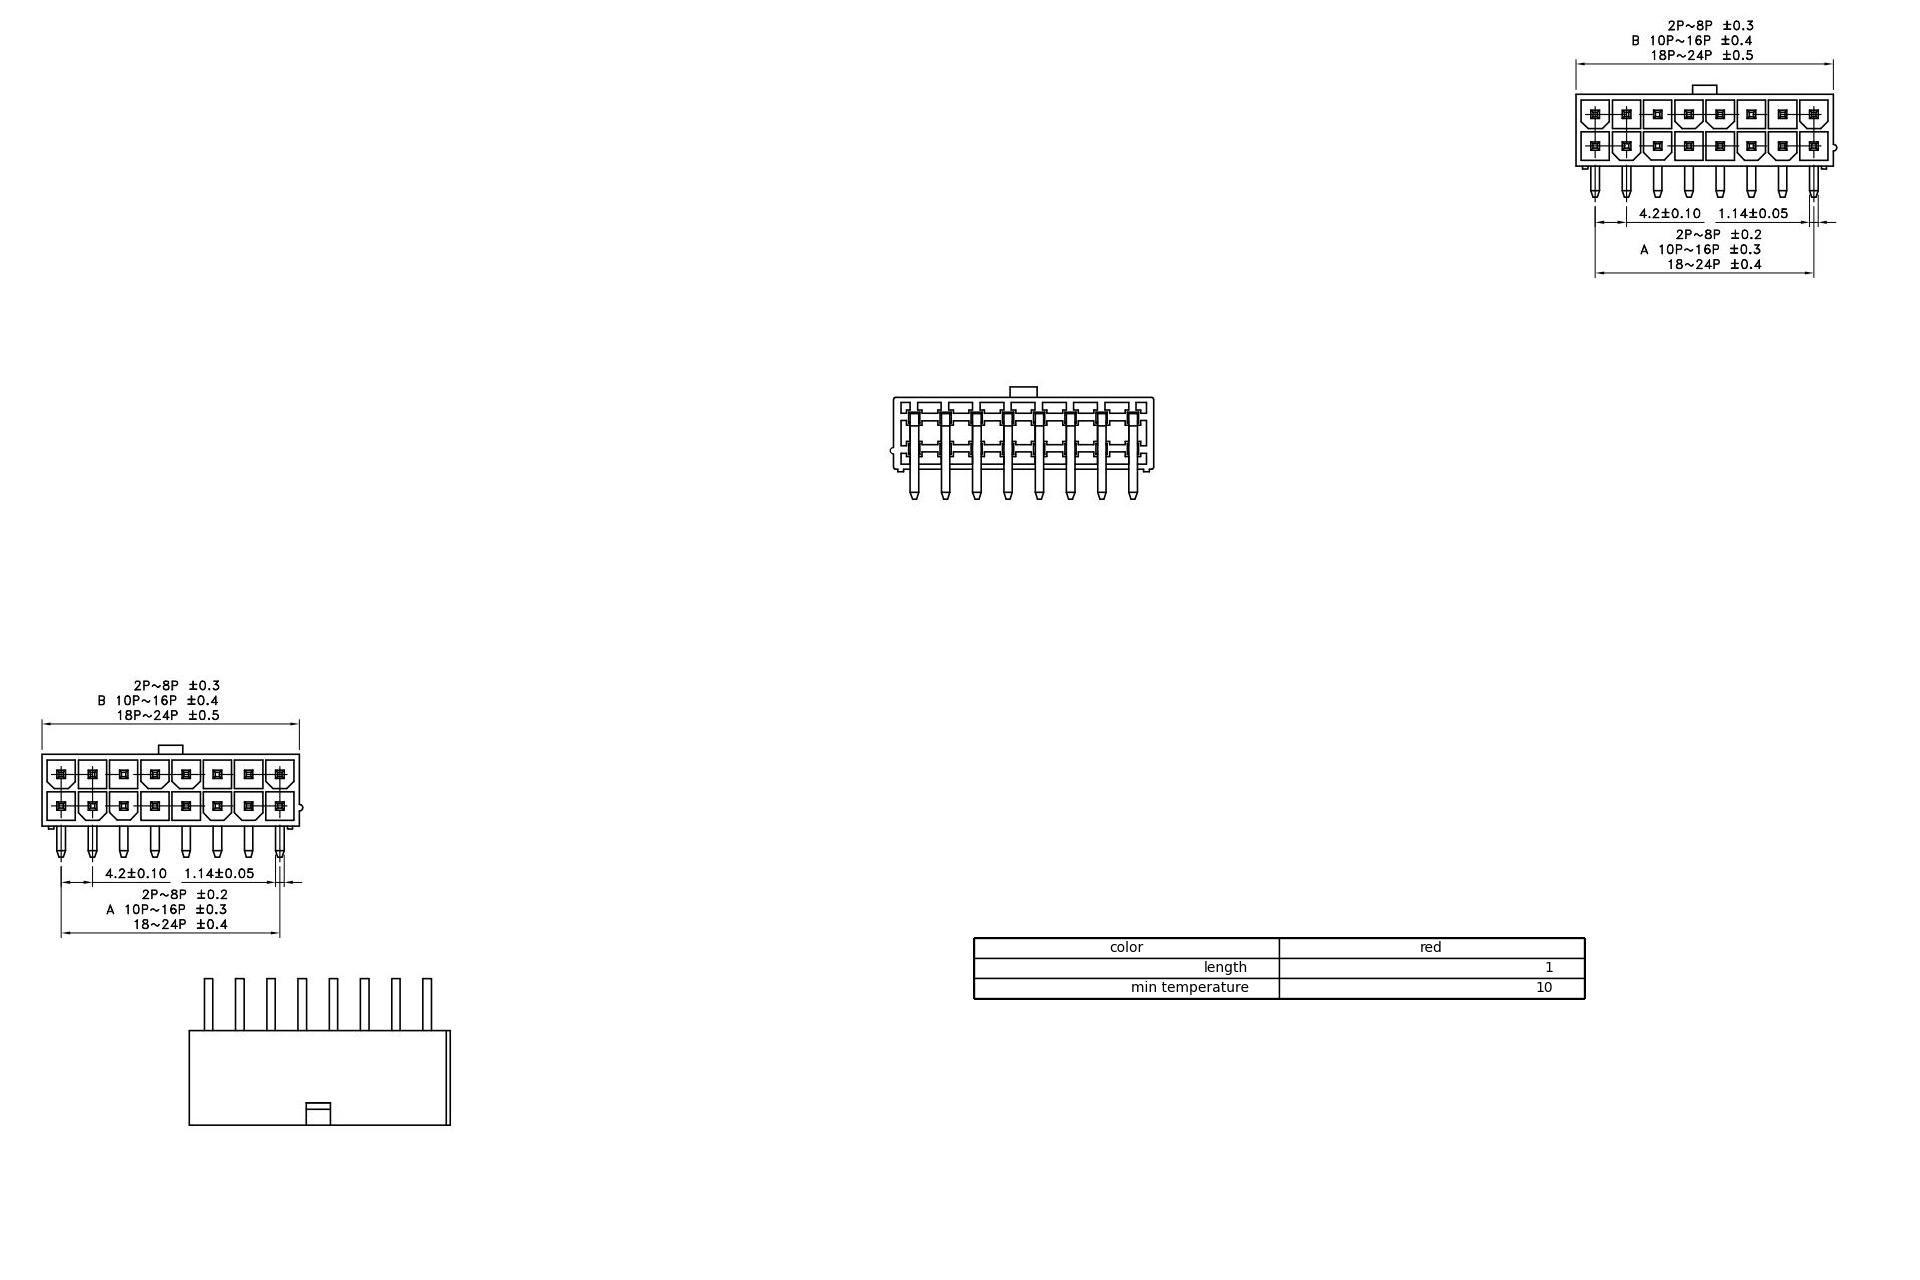 2P~8P ±0.3
B 10P~16P ±0.4
18P~24P ±0.5
4.2±0.10 1.14±0.05
2P~8P ±0.2
A 10P~16P ±0.3
18~24P ±0.4
2P~8P ±0.3
B 10P~16P ±0.4
18P~24P ±0.5
4.2±0.10 1.14±0.05
2P~8P ±0.2
A 10P~16P ±0.3
18~24P ±0.4
color red
length 1
min temperature 10